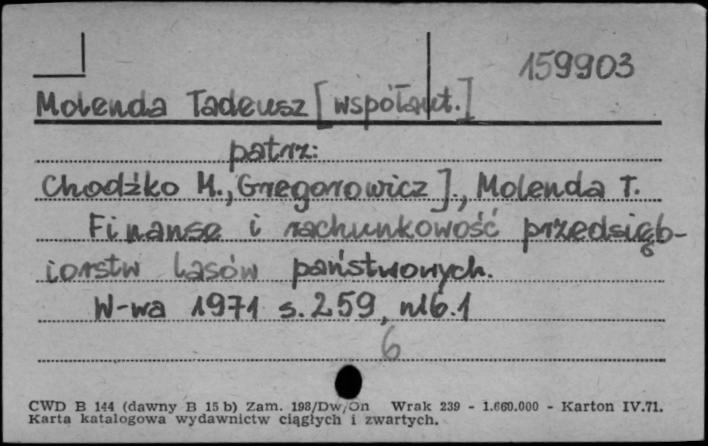 159903
Molenda Tadeusz [współaut.]
patrz:
Chodźko M., Gregorowicz J., Molenda T.
Finanse i rachunkowość przedsięb-
iorstw lasów państwowych.
W-wa 1971 s. 259, nlb. 1
6
CWD B 144 (dawny B 15 b) Zam. 198/Dw/On Wrak 239 - 1.660.000 - Karton IV.71.
Karta katalogowa wydawnictw ciągłych i zwartych.